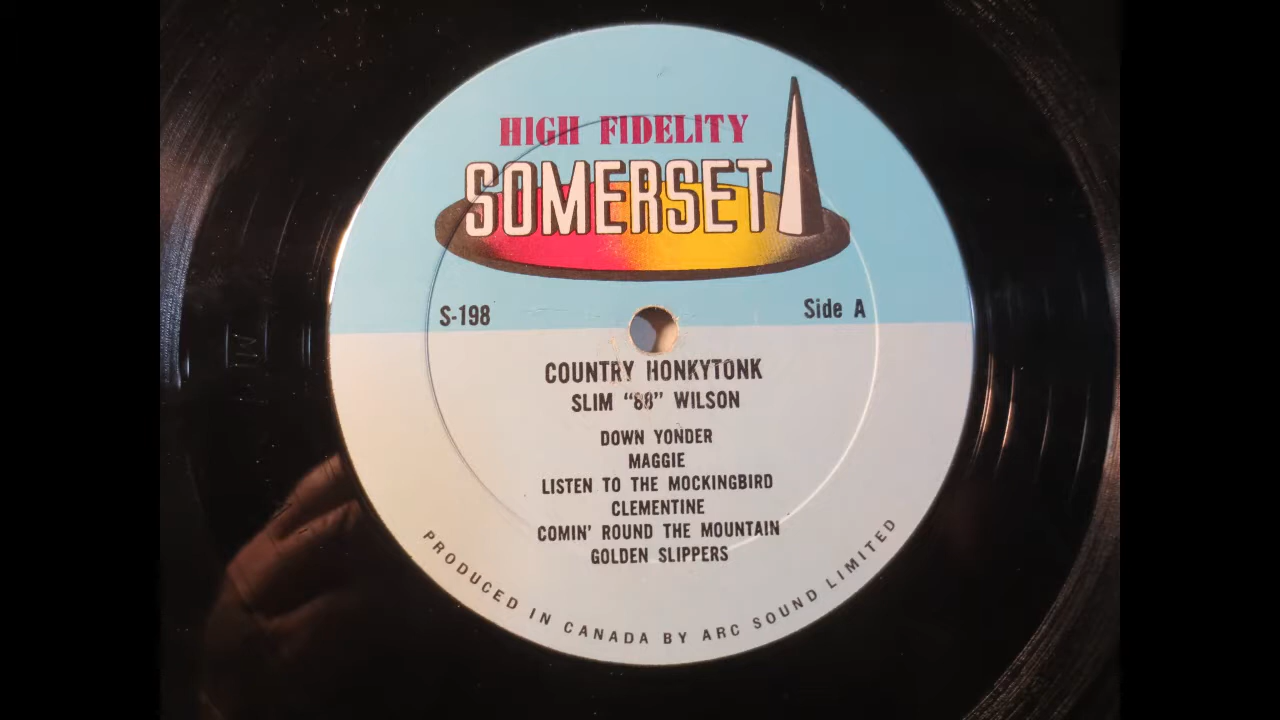 HIGH FIDELITY
SOMERSET
S-198
Side A
COUNTRY HONKYTONK
SLIM "88" WILSON
DOWN YONDER
MAGGIE
LISTEN TO THE MOCKINGBIRD
CLEMENTINE
COMIN' ROUND THE MOUNTAIN
GOLDEN SLIPPERS
PRODUCED IN CANADA BY ARC SOUND LIMITED